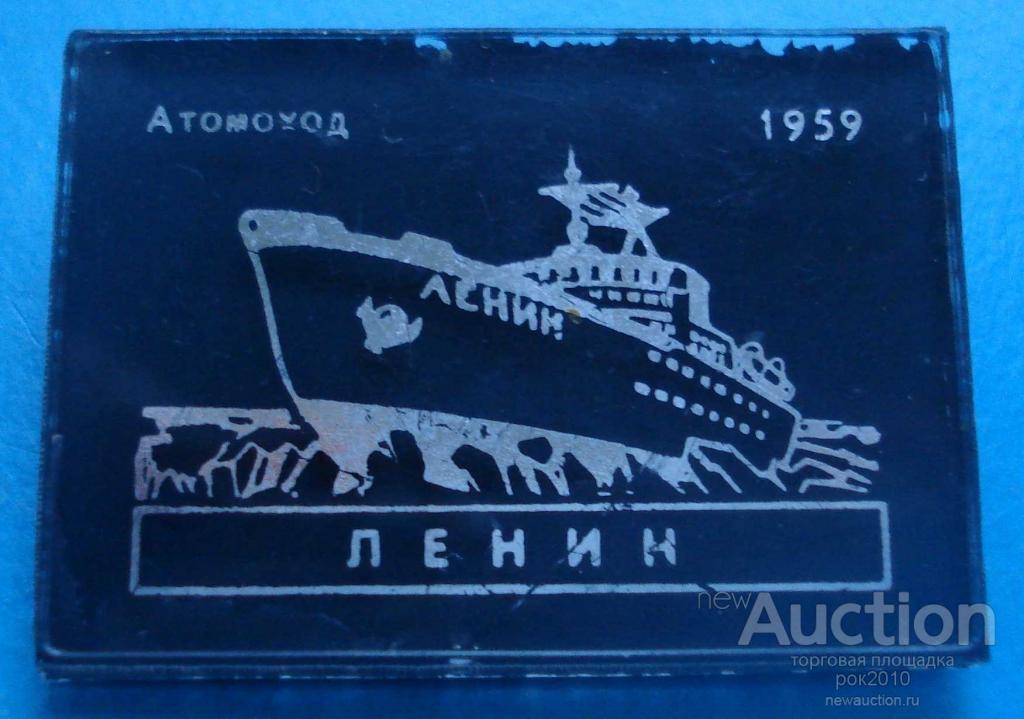 Атомоход
1959
ЛЕНИН
ЛЕНИН
newAuction
торговая площадка
рок2010
newauction.ru